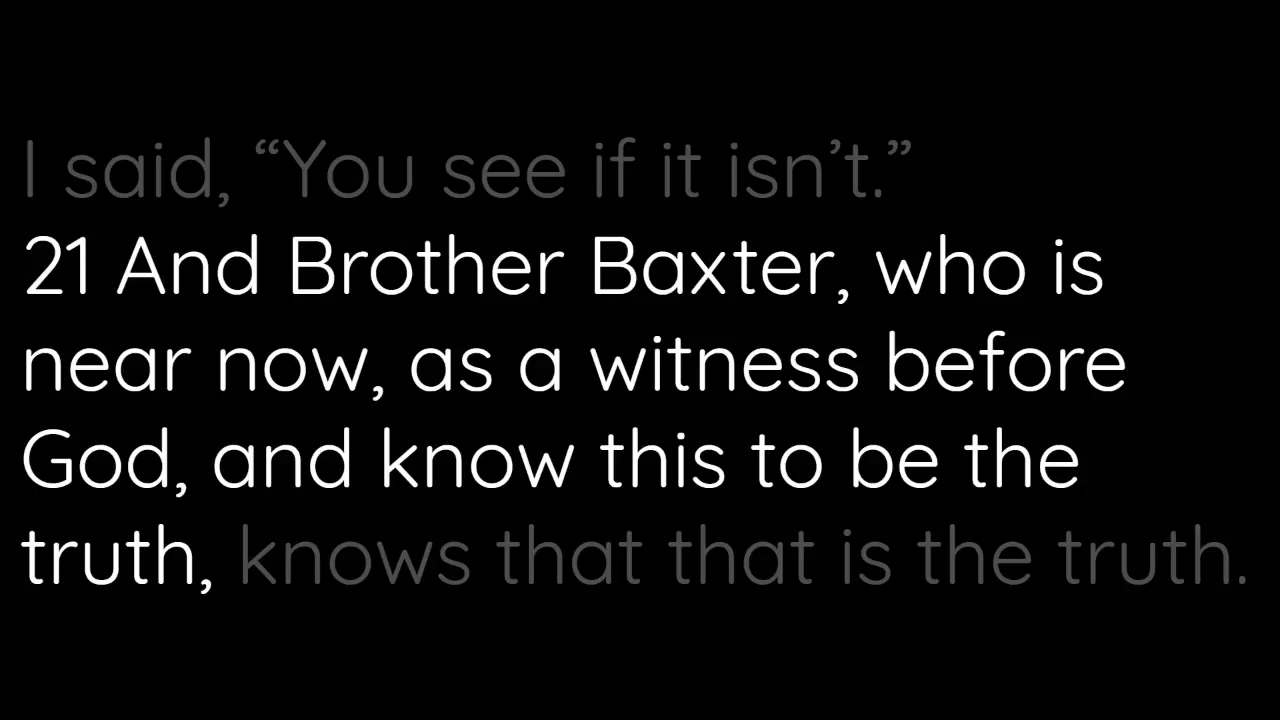 I said, “You see if it isn’t.”
21 And Brother Baxter, who is
near now, as a witness before
God, and know this to be the
truth, knows that that is the truth.